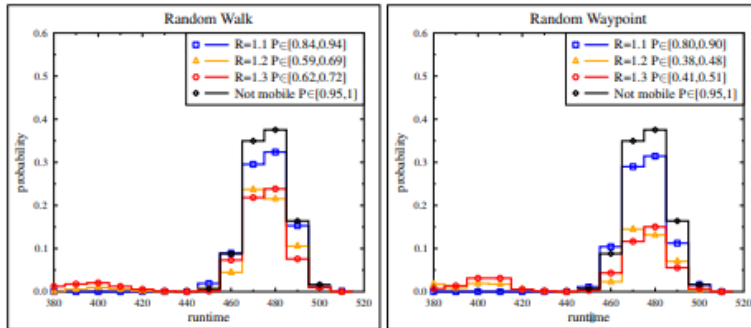 Random Walk
R=1.1 P∈[0.84,0.94]
R=1.2 P∈[0.59,0.69]
R=1.3 P∈[0.62,0.72]
Not mobile P∈[0.95,1]
probability
0.6
0.5
0.4
0.3
0.2
0.1
0.0
380 400 420 440 460 480 500 520
runtime
Random Waypoint
R=1.1 P∈[0.80,0.90]
R=1.2 P∈[0.38,0.48]
R=1.3 P∈[0.41,0.51]
Not mobile P∈[0.95,1]
probability
0.6
0.5
0.4
0.3
0.2
0.1
0.0
380 400 420 440 460 480 500 520
runtime